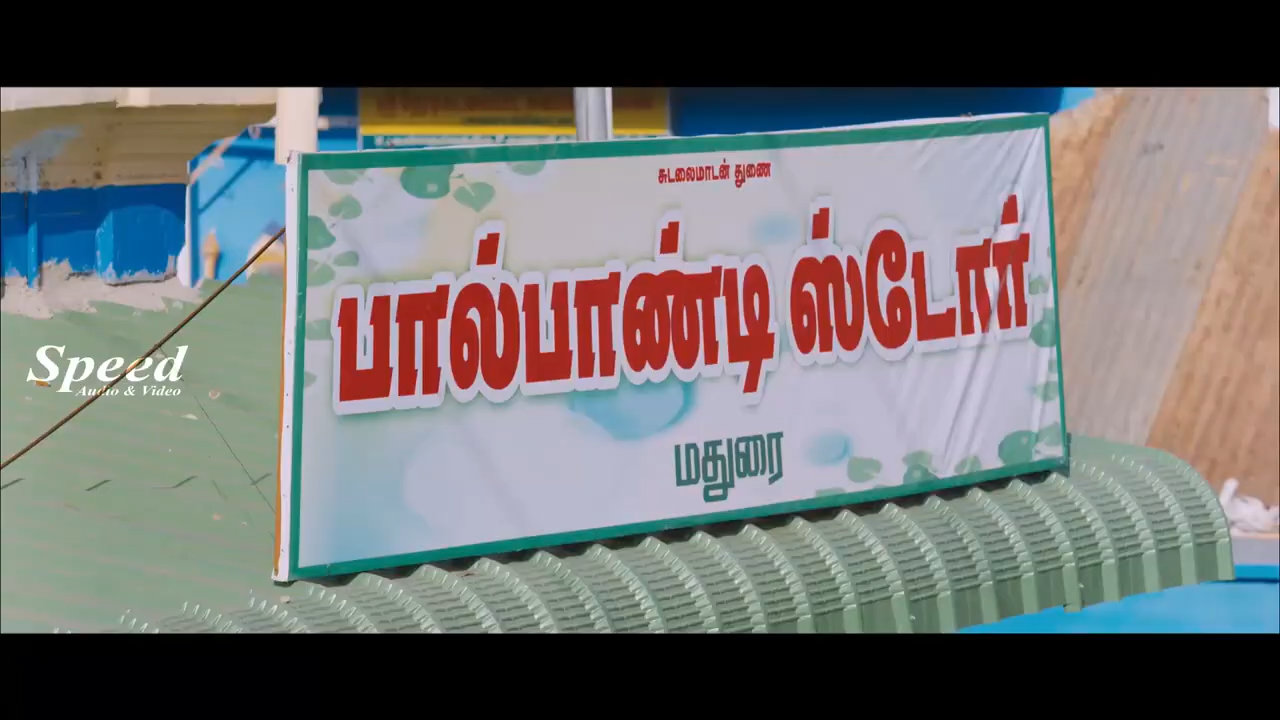 சுடலைமாடன் துணை
பால்பாண்டி ஸ்டோர்
மதுரை
Speed
Audio & Video